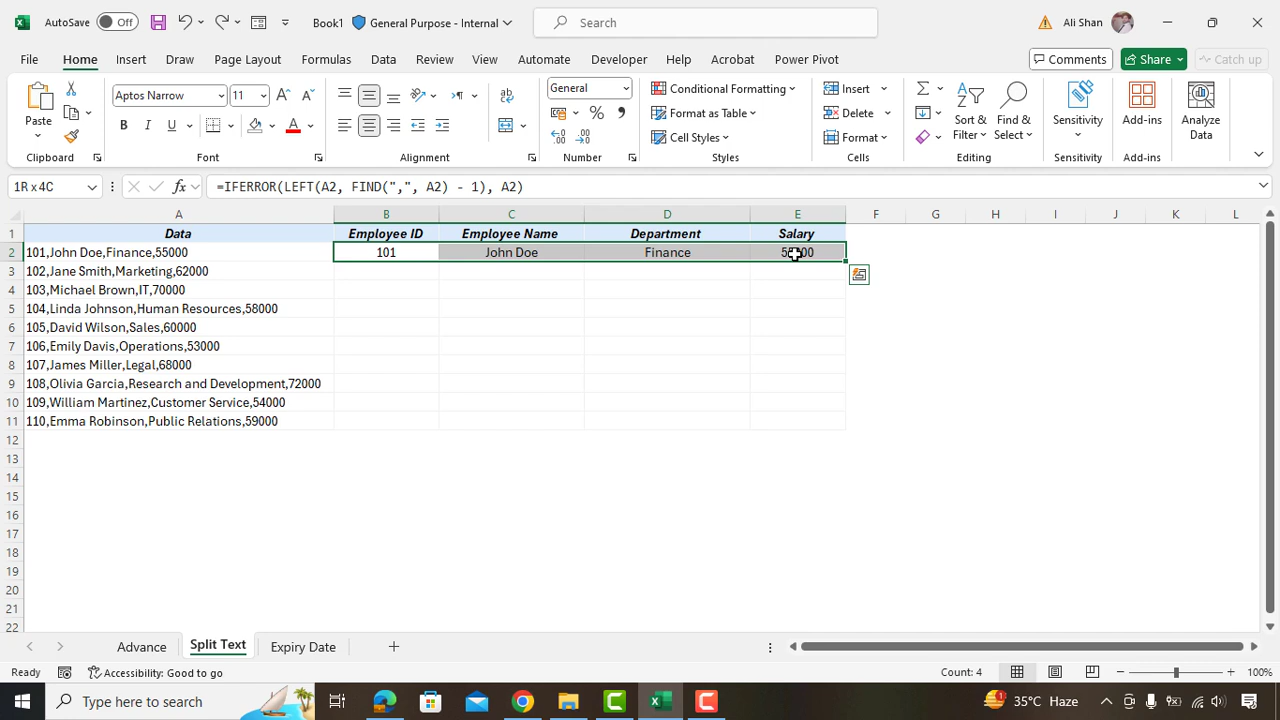 AutoSave Off Book1 General Purpose - Internal Search Ali Shan
File Home Insert Draw Page Layout Formulas Data Review View Automate Developer Help Acrobat Power Pivot Comments Share Catch up
Paste Aptos Narrow 11 General Conditional Formatting Insert Sort & Filter Find & Select Sensitivity Add-ins Analyze Data
Format as Table Delete
B I U A % , Cell Styles Format
Clipboard Font Alignment Number Styles Cells Editing Sensitivity Add-ins
1R x 4C fx =IFERROR(LEFT(A2, FIND(",", A2) - 1), A2)
A B C D E F G H I J K L
1 Data Employee ID Employee Name Department Salary
2 101,John Doe,Finance,55000 101 John Doe Finance
3 102,Jane Smith,Marketing,62000
4 103,Michael Brown,IT,70000
5 104,Linda Johnson,Human Resources,58000
6 105,David Wilson,Sales,60000
7 106,Emily Davis,Operations,53000
8 107,James Miller,Legal,68000
9 108,Olivia Garcia,Research and Development,72000
10 109,William Martinez,Customer Service,54000
11 110,Emma Robinson,Public Relations,59000
12
13
14
15
16
17
18
19
20
21
22
Advance Split Text Expiry Date
Ready Accessibility: Good to go Count: 4 100%
Type here to search 1 35°C Haze